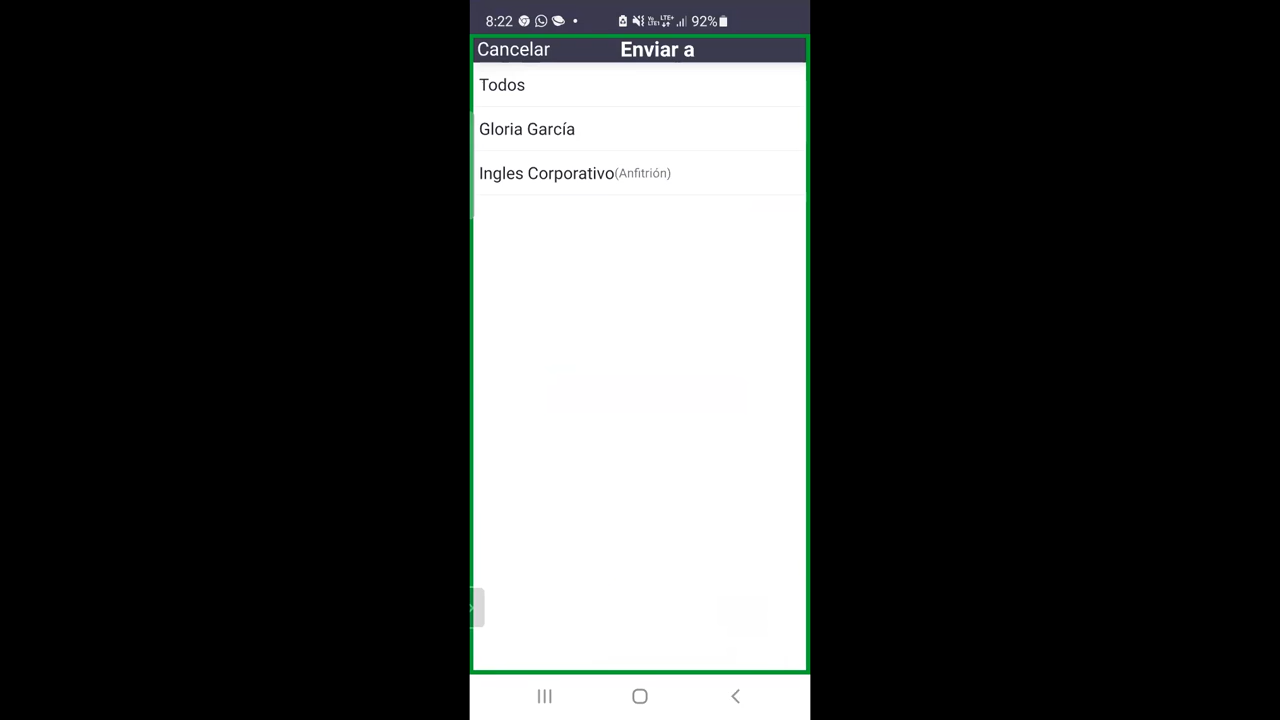 8:22 92%
Cancelar Enviar a
Todos
Gloria García
Ingles Corporativo(Anfitrión)